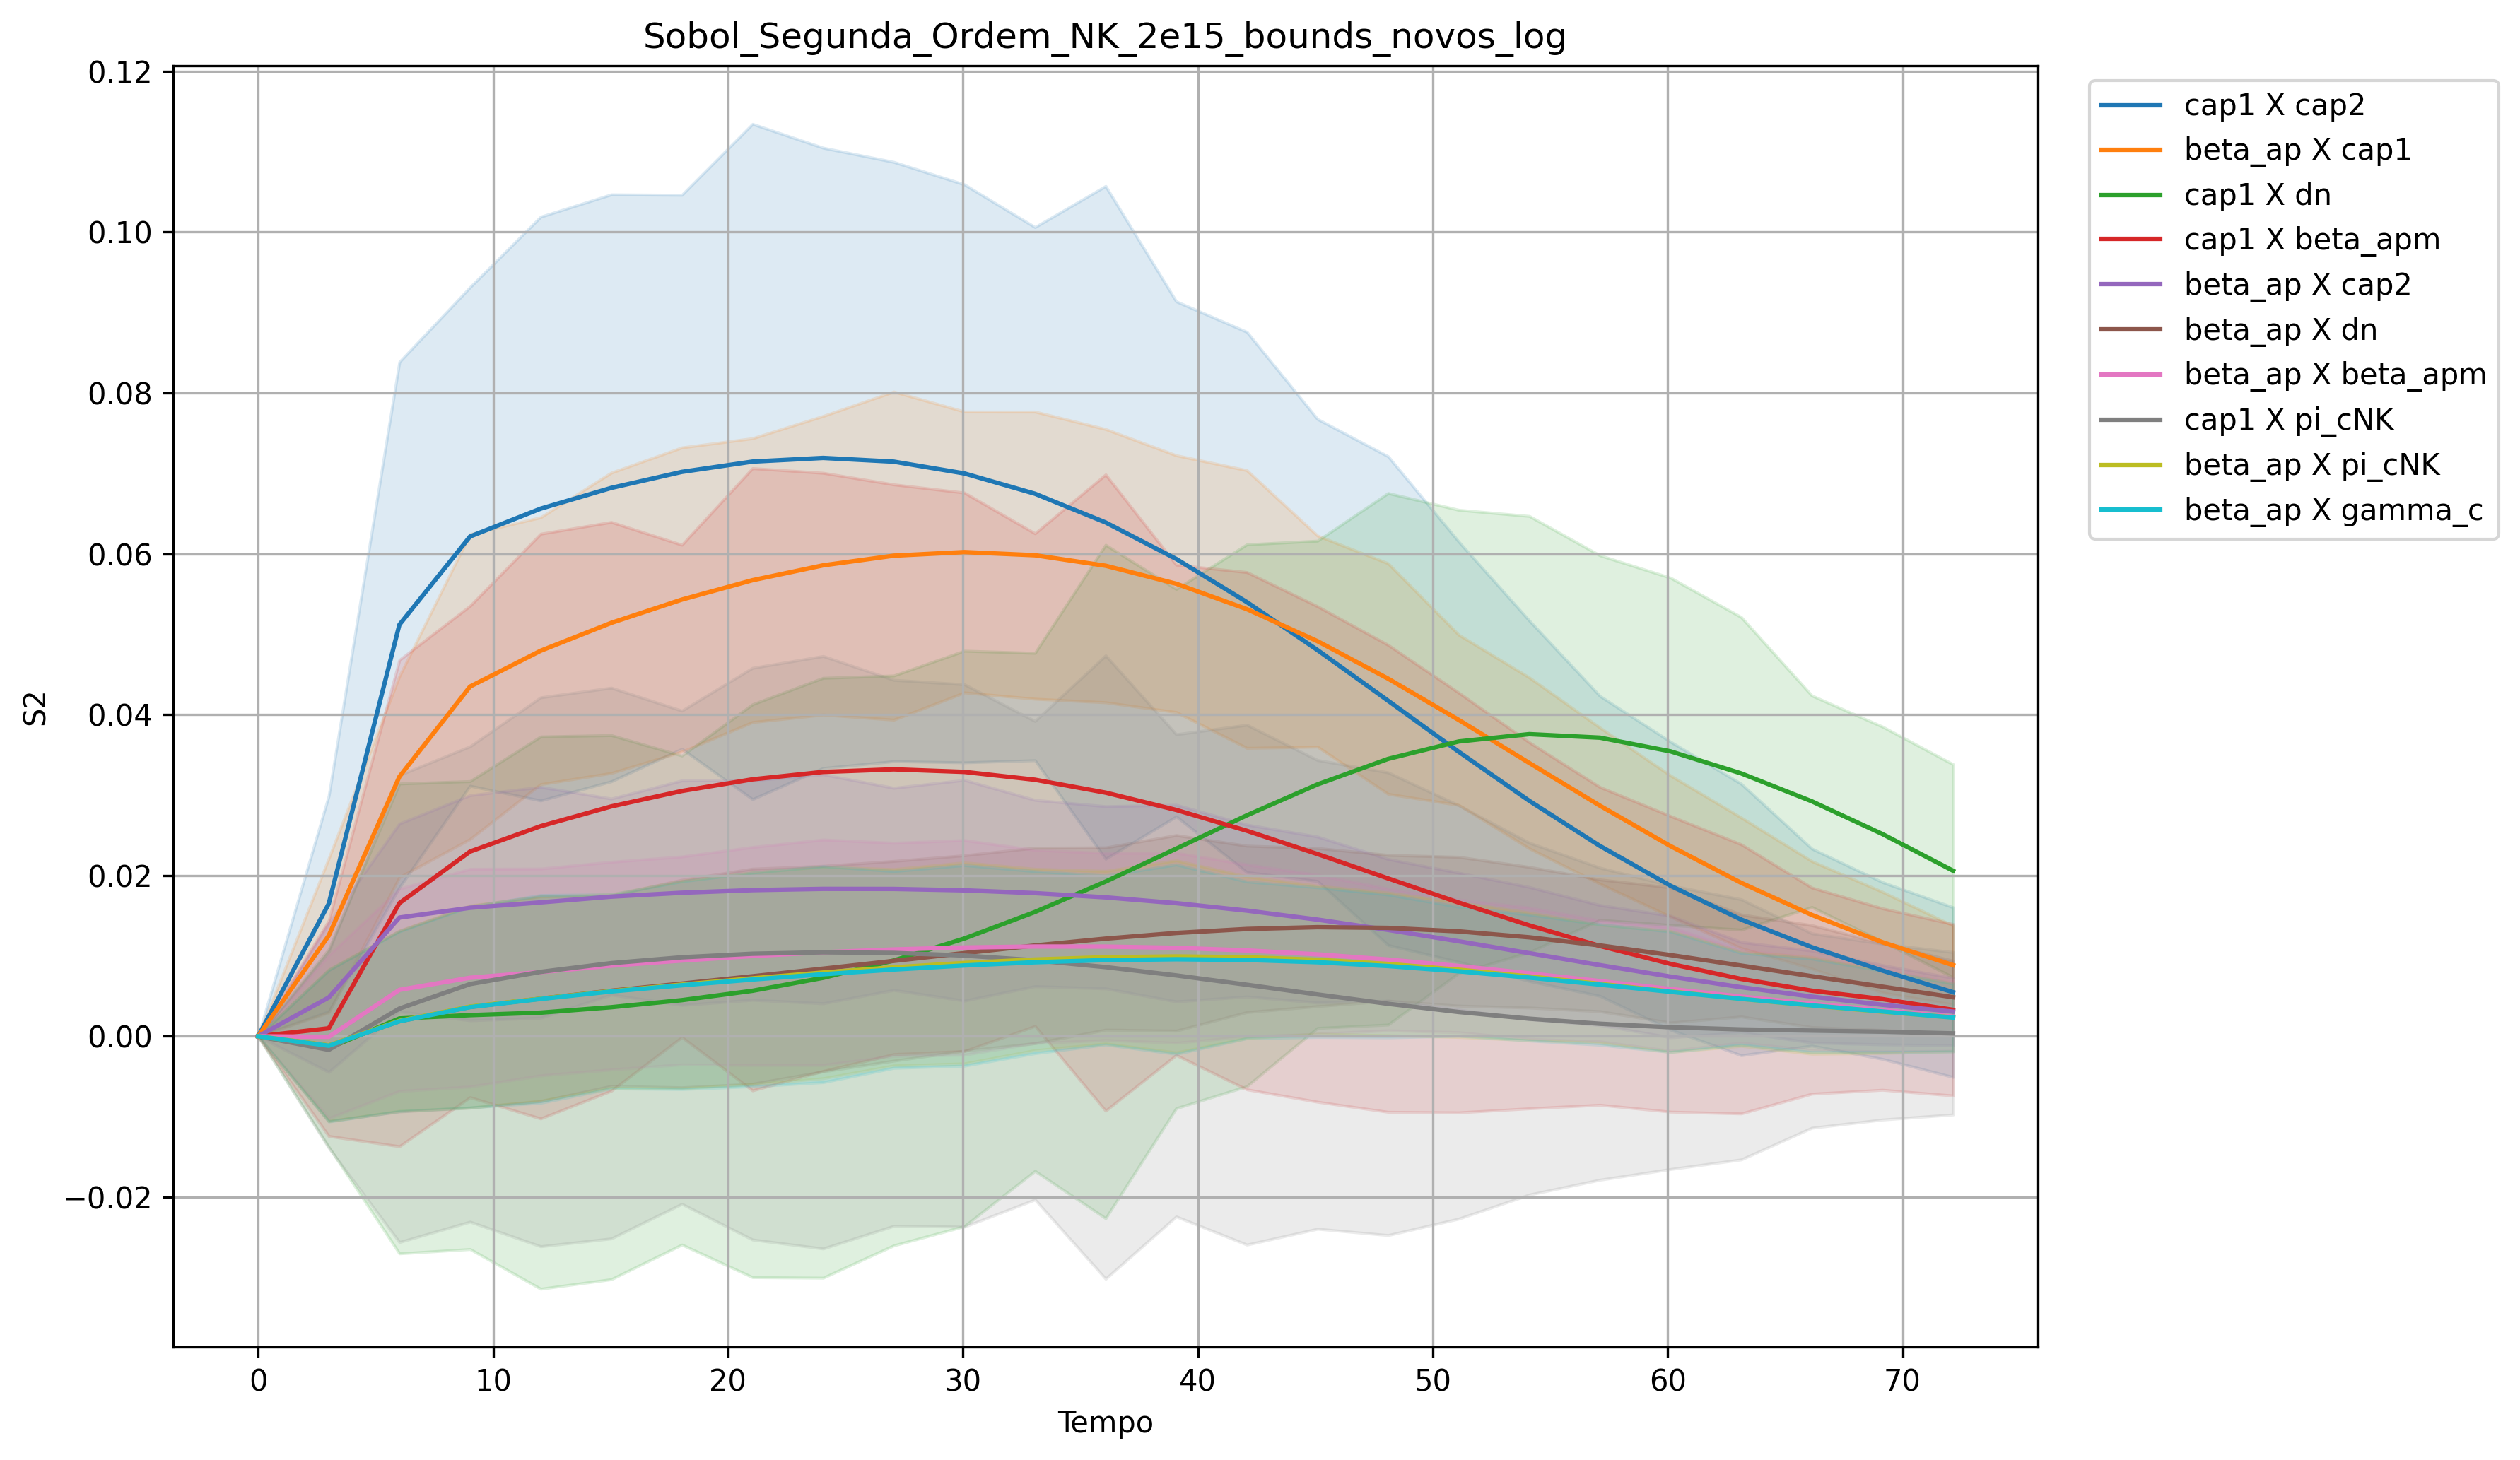 Sobol_Segunda_Ordem_NK_2e15_bounds_novos_log
0.12
0.10
0.08
0.06
0.04
0.02
0.00
−0.02
S2
0 10 20 30 40 50 60 70
Tempo
cap1 X cap2
beta_ap X cap1
cap1 X dn
cap1 X beta_apm
beta_ap X cap2
beta_ap X dn
beta_ap X beta_apm
cap1 X pi_cNK
beta_ap X pi_cNK
beta_ap X gamma_c